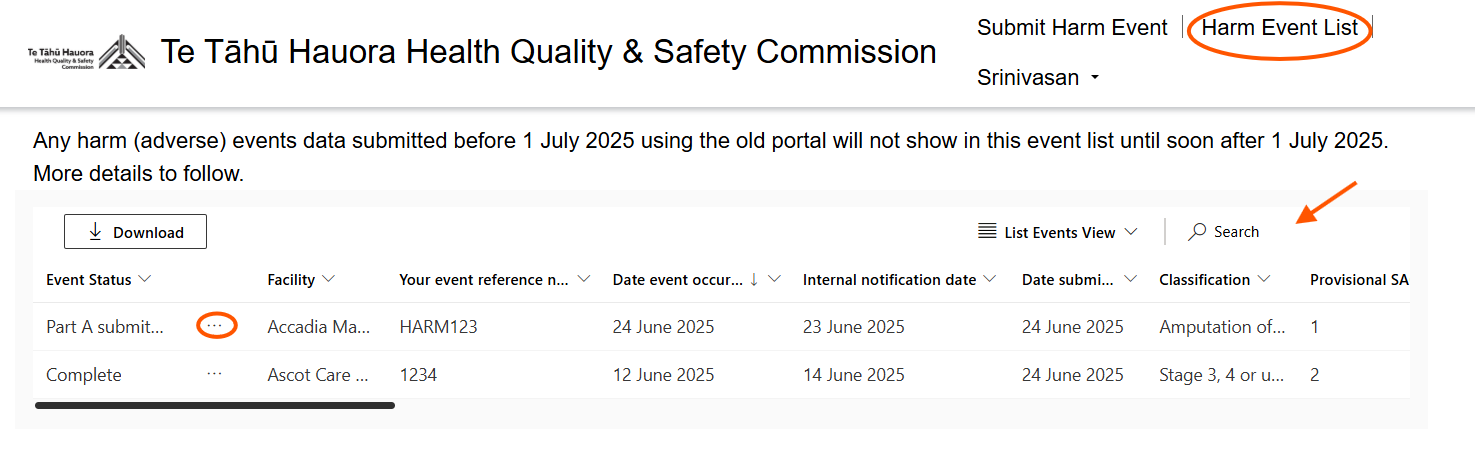 Submit Harm Event
Harm Event List
Te Tāhū Hauora
Health Quality & Safety
Commission
Te Tāhū Hauora Health Quality & Safety Commission
Srinivasan
Any harm (adverse) events data submitted before 1 July 2025 using the old portal will not show in this event list until soon after 1 July 2025.
More details to follow.
Download
List Events View
Search
Event Status Facility Your event reference n... Date event occur... Internal notification date Date submi... Classification Provisional SA
Part A submit... ... Accadia Ma... HARM123 24 June 2025 23 June 2025 24 June 2025 Amputation of... 1
Complete ... Ascot Care ... 1234 12 June 2025 14 June 2025 24 June 2025 Stage 3, 4 or u... 2